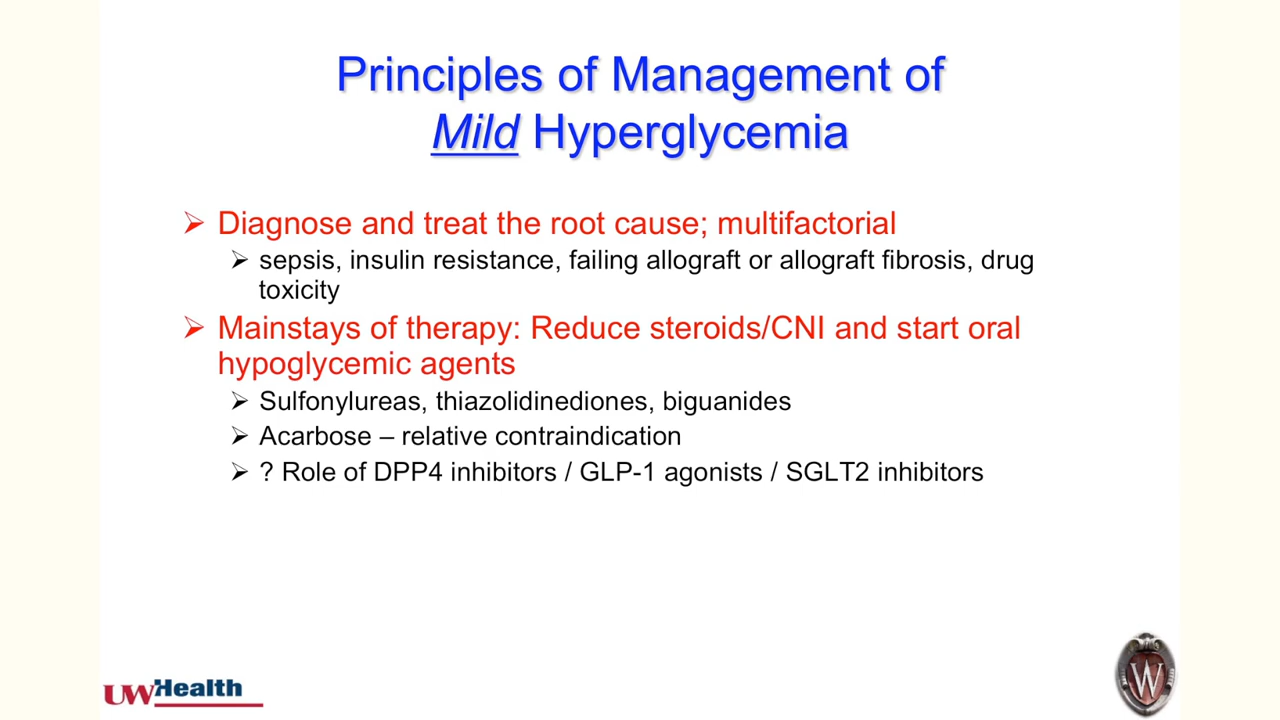 Principles of Management of
Mild Hyperglycemia
Diagnose and treat the root cause; multifactorial
sepsis, insulin resistance, failing allograft or allograft fibrosis, drug
toxicity
Mainstays of therapy: Reduce steroids/CNI and start oral
hypoglycemic agents
Sulfonylureas, thiazolidinediones, biguanides
Acarbose – relative contraindication
? Role of DPP4 inhibitors / GLP-1 agonists / SGLT2 inhibitors
UWHealth
W